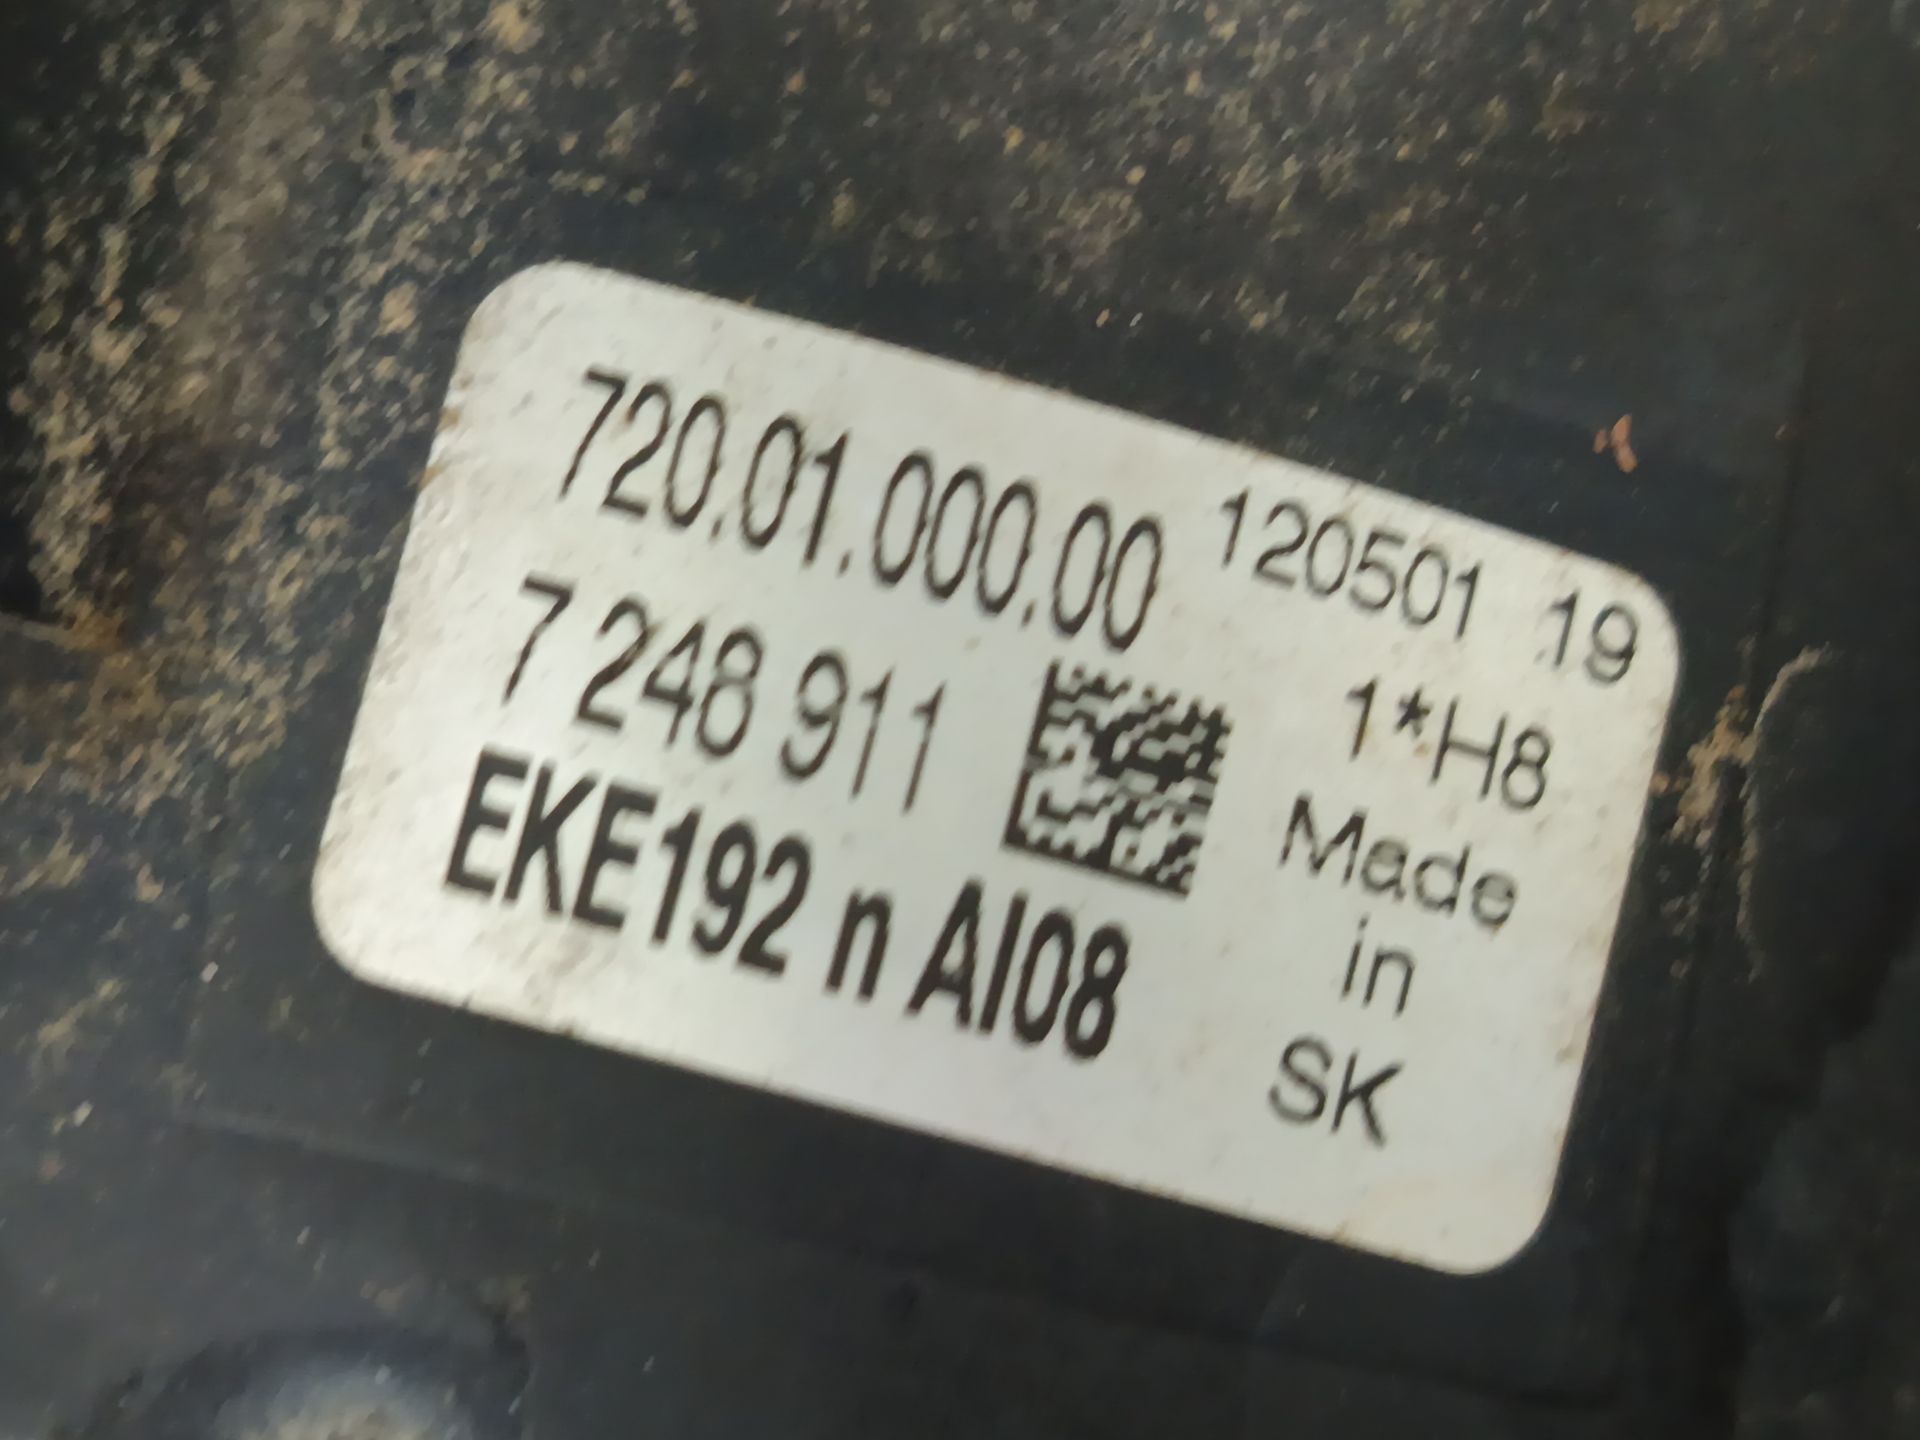 720.01.000.00 120501 19
7 248 911 1*H8
EKE192 n AI08 Made
in
SK